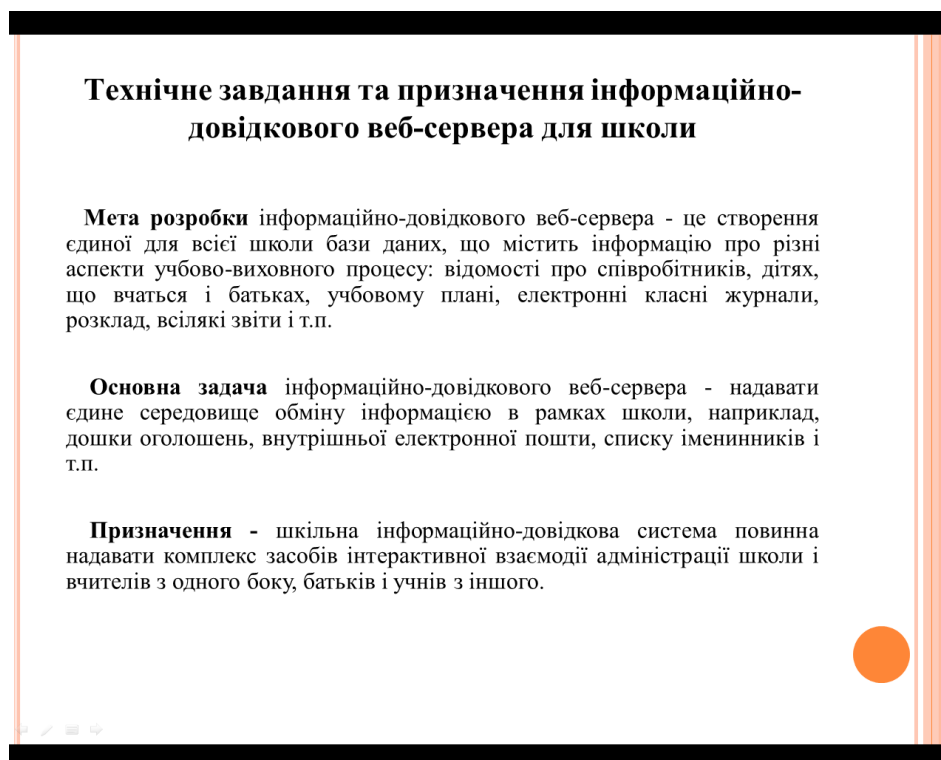 Технічне завдання та призначення інформаційно-
довідкового веб-сервера для школи
Мета розробки інформаційно-довідкового веб-сервера - це створення
єдиної для всієї школи бази даних, що містить інформацію про різні
аспекти учбово-виховного процесу: відомості про співробітників, дітях,
що вчаться і батьках, учбовому плані, електронні класні журнали,
розклад, всілякі звіти і т.п.
Основна задача інформаційно-довідкового веб-сервера - надавати
єдине середовище обміну інформацією в рамках школи, наприклад,
дошки оголошень, внутрішньої електронної пошти, списку іменинників і
т.п.
Призначення - шкільна інформаційно-довідкова система повинна
надавати комплекс засобів інтерактивної взаємодії адміністрації школи і
вчителів з одного боку, батьків і учнів з іншого.